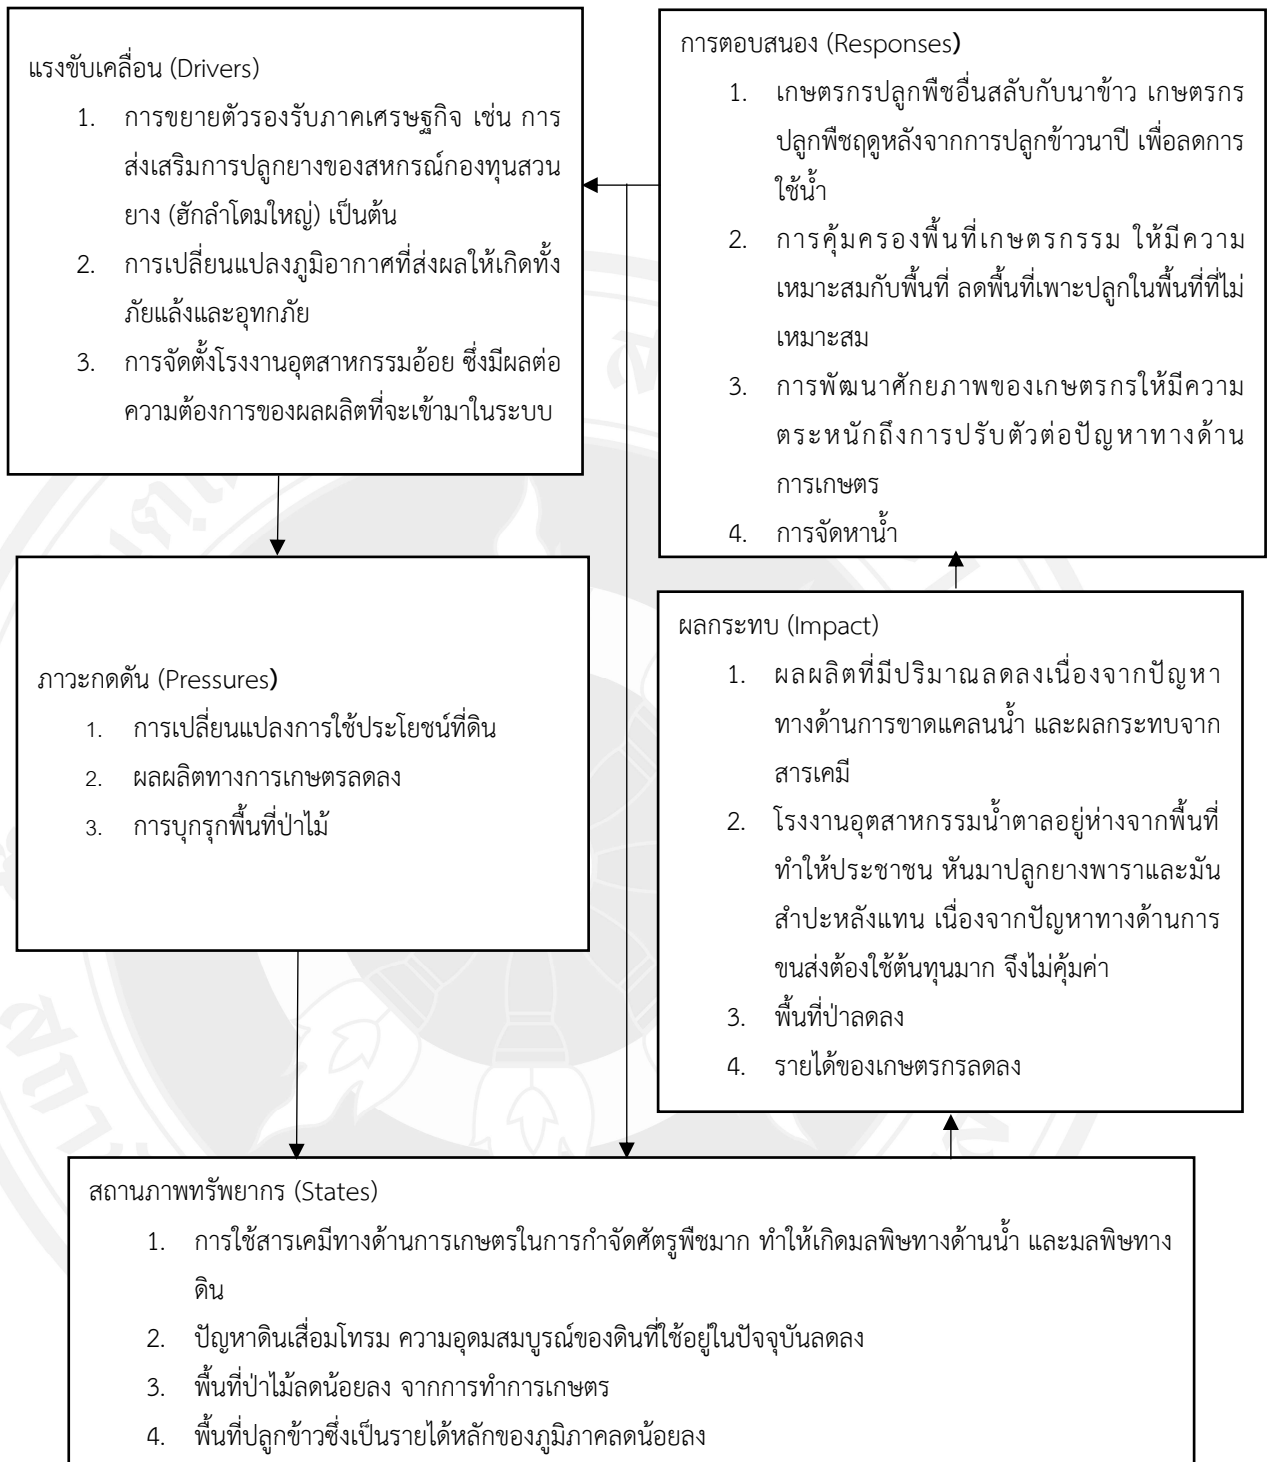 แรงขับเคลื่อน (Drivers)
1. การขยายตัวรองรับภาคเศรษฐกิจ เช่น การ
ส่งเสริมการปลูกยางของสหกรณ์กองทุนสวน
ยาง (ฮักลำโดมใหญ่) เป็นต้น
2. การเปลี่ยนแปลงภูมิอากาศที่ส่งผลให้เกิดทั้ง
ภัยแล้งและอุทกภัย
3. การจัดตั้งโรงงานอุตสาหกรรมอ้อย ซึ่งมีผลต่อ
ความต้องการของผลผลิตที่จะเข้ามาในระบบ
ภาวะกดดัน (Pressures)
1. การเปลี่ยนแปลงการใช้ประโยชน์ที่ดิน
2. ผลผลิตทางการเกษตรลดลง
3. การบุกรุกพื้นที่ป่าไม้
การตอบสนอง (Responses)
1. เกษตรกรปลูกพืชอื่นสลับกับนาข้าว เกษตรกร
ปลูกพืชฤดูหลังจากการปลูกข้าวนาปี เพื่อลดการ
ใช้น้ำ
2. การคุ้มครองพื้นที่เกษตรกรรม ให้มีความ
เหมาะสมกับพื้นที่ ลดพื้นที่เพาะปลูกในพื้นที่ที่ไม่
เหมาะสม
3. การพัฒนาศักยภาพของเกษตรกรให้มีความ
ตระหนักถึงการปรับตัวต่อปัญหาทางด้าน
การเกษตร
4. การจัดหาน้ำ
ผลกระทบ (Impact)
1. ผลผลิตที่มีปริมาณลดลงเนื่องจากปัญหา
ทางด้านการขาดแคลนน้ำ และผลกระทบจาก
สารเคมี
2. โรงงานอุตสาหกรรมน้ำตาลอยู่ห่างจากพื้นที่
ทำให้ประชาชน หันมาปลูกยางพาราและมัน
สำปะหลังแทน เนื่องจากปัญหาทางด้านการ
ขนส่งต้องใช้ต้นทุนมาก จึงไม่คุ้มค่า
3. พื้นที่ป่าลดลง
4. รายได้ของเกษตรกรลดลง
สถานภาพทรัพยากร (States)
1. การใช้สารเคมีทางด้านการเกษตรในการกำจัดศัตรูพืชมาก ทำให้เกิดมลพิษทางด้านน้ำ และมลพิษทาง
ดิน
2. ปัญหาดินเสื่อมโทรม ความอุดมสมบูรณ์ของดินที่ใช้อยู่ในปัจจุบันลดลง
3. พื้นที่ป่าไม้ลดน้อยลง จากการทำการเกษตร
4. พื้นที่ปลูกข้าวซึ่งเป็นรายได้หลักของภูมิภาคลดน้อยลง